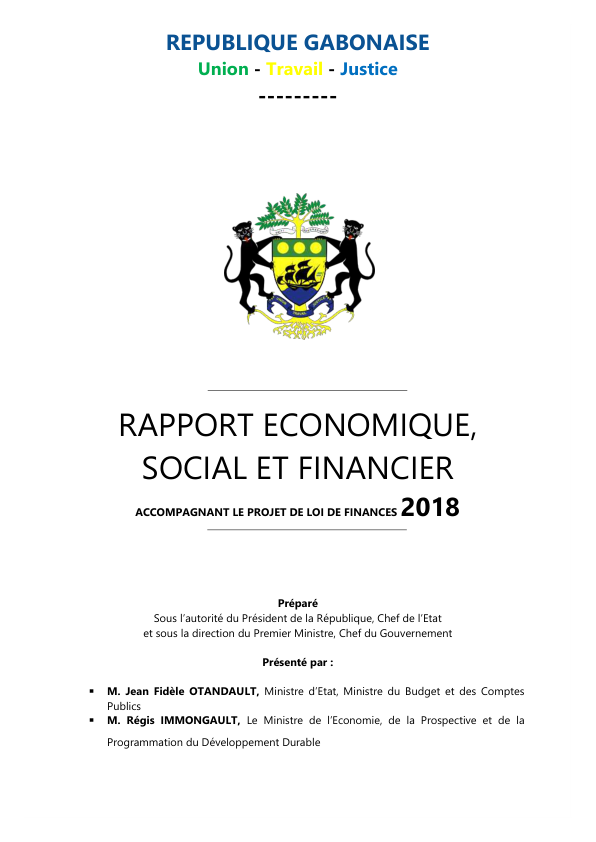 REPUBLIQUE GABONAISE
Union - Travail - Justice
---------
RAPPORT ECONOMIQUE,
SOCIAL ET FINANCIER
ACCOMPAGNANT LE PROJET DE LOI DE FINANCES 2018
Préparé
Sous l’autorité du Président de la République, Chef de l’Etat
et sous la direction du Premier Ministre, Chef du Gouvernement
Présenté par :
▪ M. Jean Fidèle OTANDAULT, Ministre d’Etat, Ministre du Budget et des Comptes
Publics
▪ M. Régis IMMONGAULT, Le Ministre de l’Economie, de la Prospective et de la
Programmation du Développement Durable